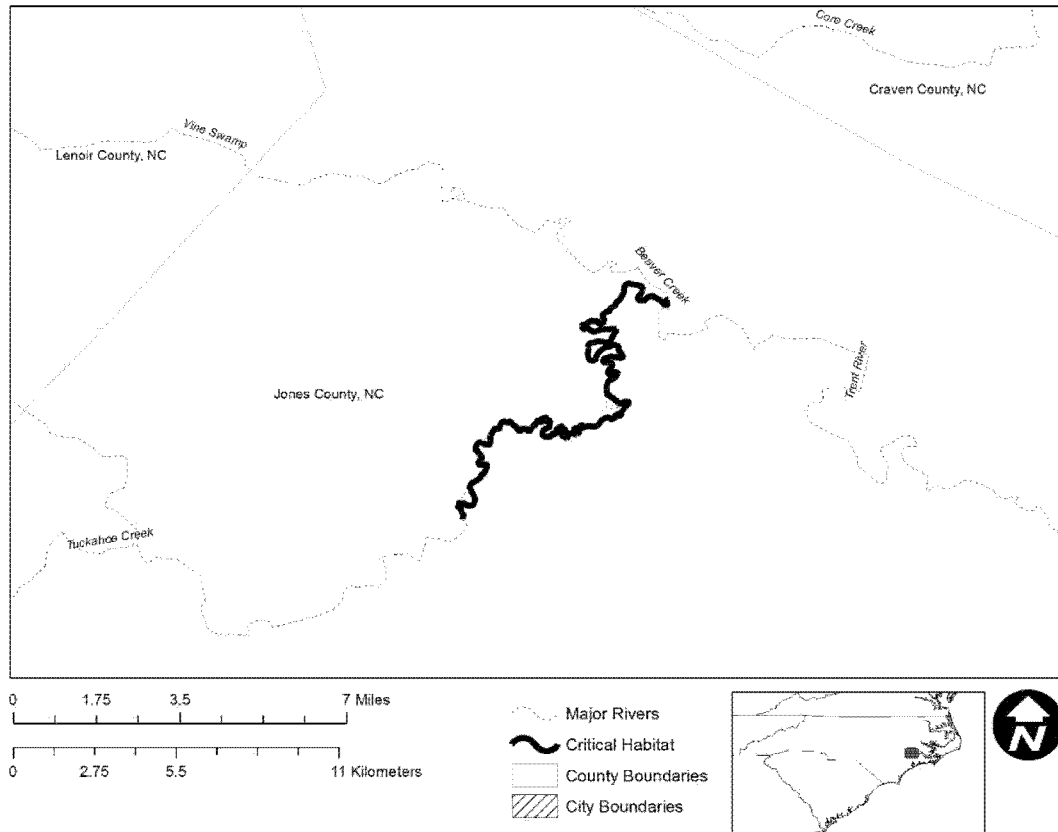 Core Creek
Craven County, NC
Vine Swamp
Lenoir County, NC
Beaver Creek
Trent River
Jones County, NC
Tuckahoe Creek
0 1.75 3.5 7 Miles
0 2.75 5.5 11 Kilometers
Major Rivers
Critical Habitat
County Boundaries
City Boundaries
N